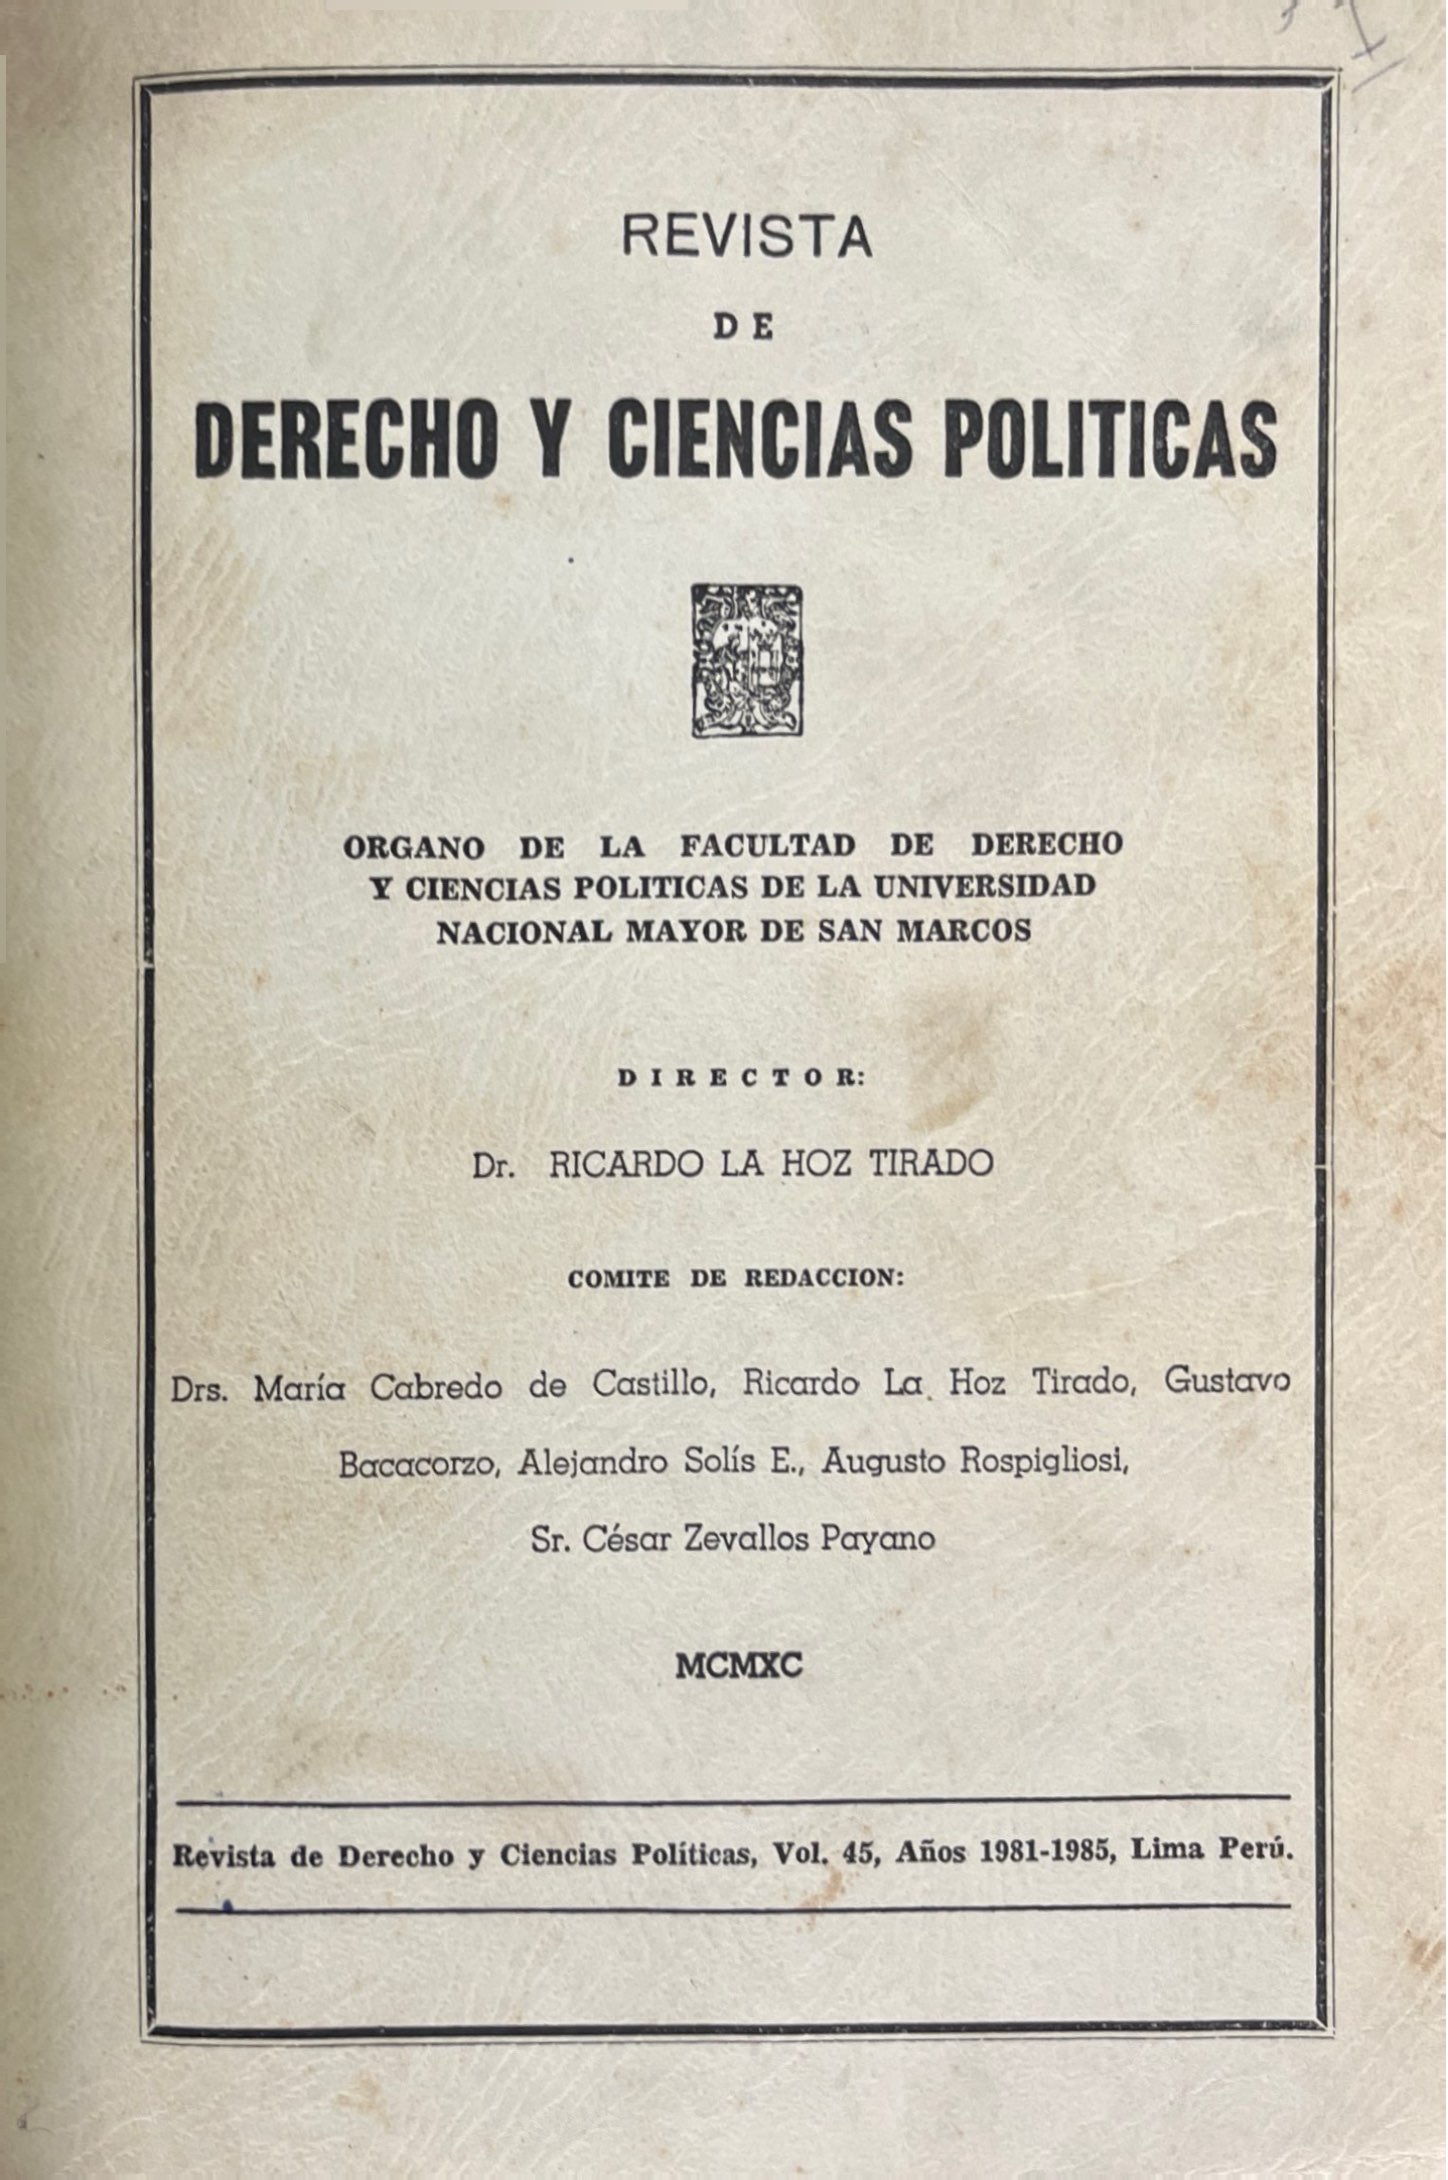 REVISTA
DE
DERECHO Y CIENCIAS POLITICAS
ORGANO DE LA FACULTAD DE DERECHO
Y CIENCIAS POLITICAS DE LA UNIVERSIDAD
NACIONAL MAYOR DE SAN MARCOS
DIRECTOR:
Dr. RICARDO LA HOZ TIRADO
COMITE DE REDACCION:
Drs. María Cabredo de Castillo, Ricardo La Hoz Tirado, Gustavo
Bacacorzo, Alejandro Solís E., Augusto Rospigliosi,
Sr. César Zevallos Payano
MCMXC
Revista de Derecho y Ciencias Políticas, Vol. 45, Años 1981-1985, Lima Perú.